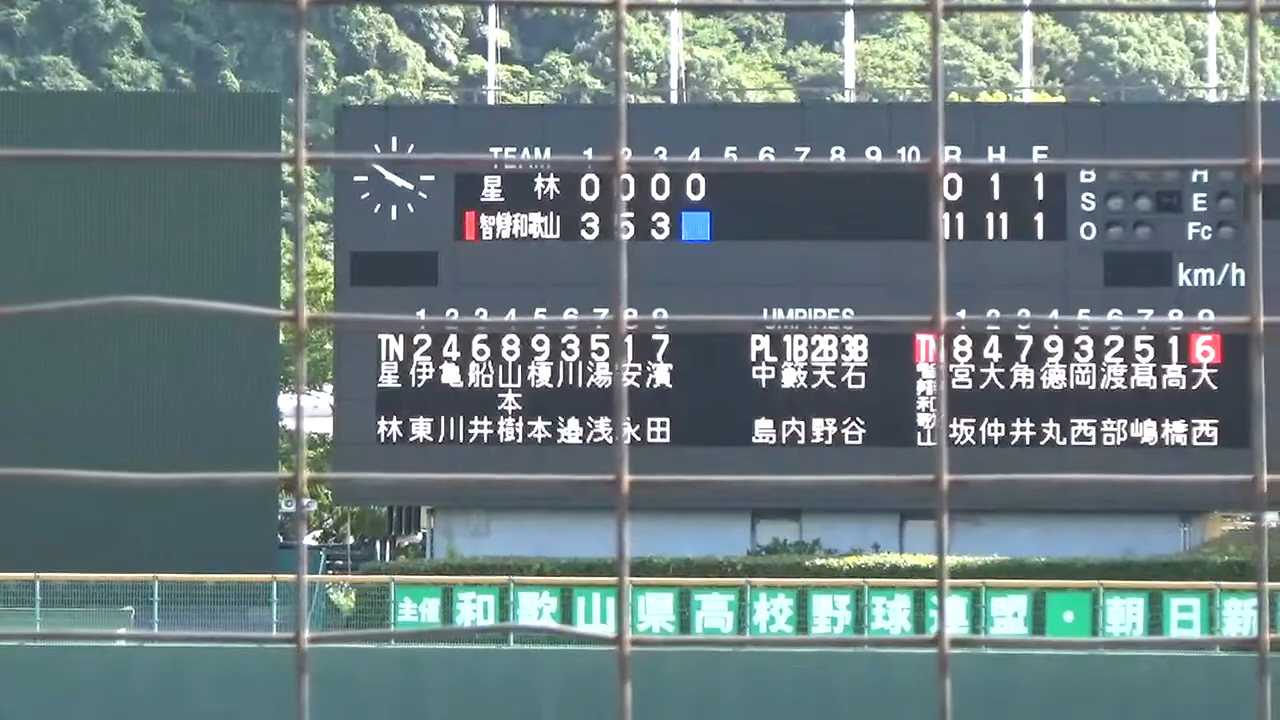 TEAM 1 2 3 4 5 6 7 8 9 10 R H E
星 林 0 0 0 0 0 1 1
智辯和歌山 3 5 3 11 11 1
B H
S E
O Fc
km/h
1 2 3 4 5 6 7 8 9 UMPIRES 1 2 3 4 5 6 7 8 9
TN 2 4 6 8 9 3 5 1 7 PL 1B 2B 3B TN 8 4 7 9 3 2 5 1 6
星林 伊東 亀川 船井 山本樹 榎本 川邉 湯浅 安永 濱田 中島 籔内 天野 石谷 智辯和歌山 宮坂 大仲 角井 德丸 岡西 渡部 髙嶋 高橋 大西
主催 和歌山県高校野球連盟・朝日新